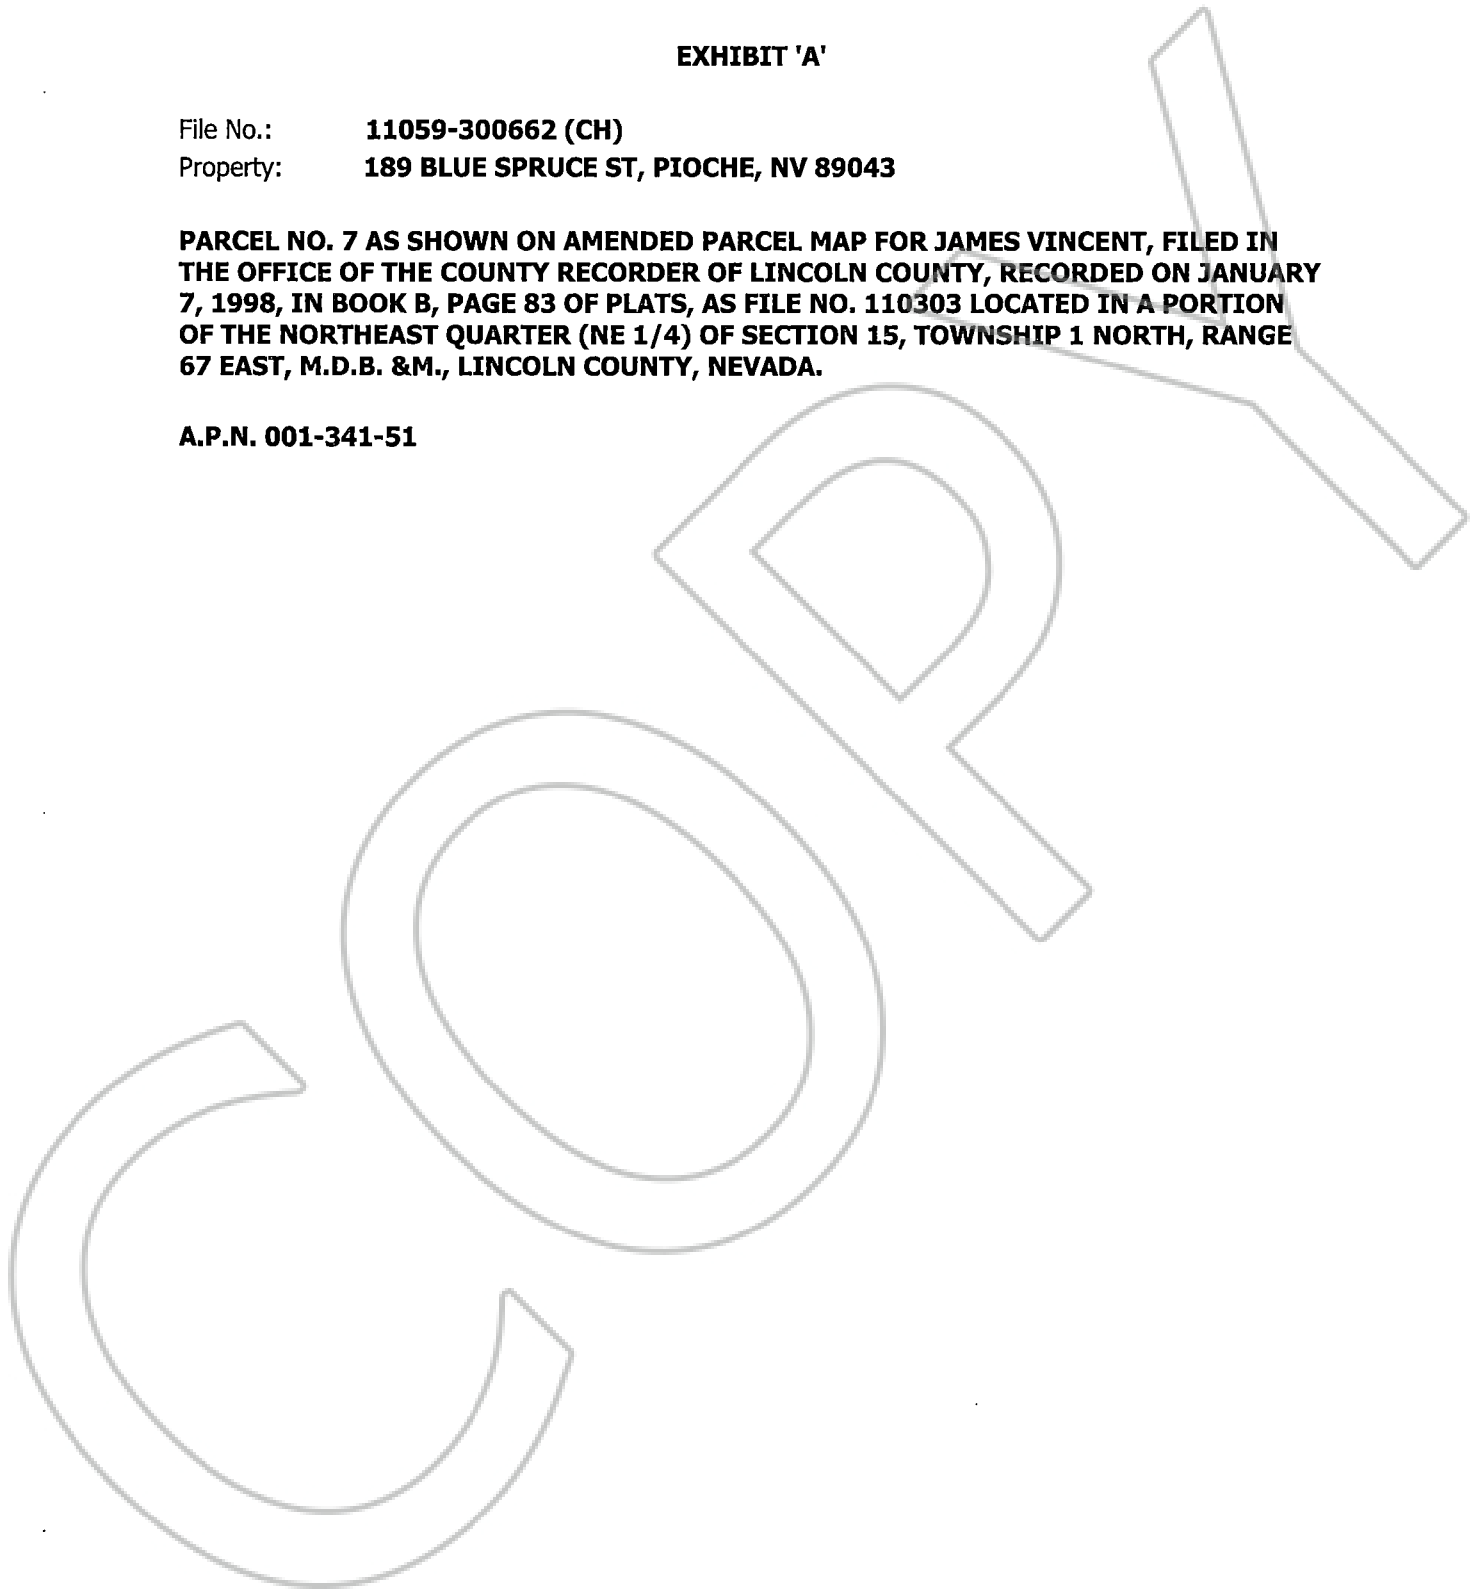 EXHIBIT 'A'
File No.: 11059-300662 (CH)
Property: 189 BLUE SPRUCE ST, PIOCHE, NV 89043
PARCEL NO. 7 AS SHOWN ON AMENDED PARCEL MAP FOR JAMES VINCENT, FILED IN
THE OFFICE OF THE COUNTY RECORDER OF LINCOLN COUNTY, RECORDED ON JANUARY
7, 1998, IN BOOK B, PAGE 83 OF PLATS, AS FILE NO. 110303 LOCATED IN A PORTION
OF THE NORTHEAST QUARTER (NE 1/4) OF SECTION 15, TOWNSHIP 1 NORTH, RANGE
67 EAST, M.D.B. &M., LINCOLN COUNTY, NEVADA.
A.P.N. 001-341-51
COPY